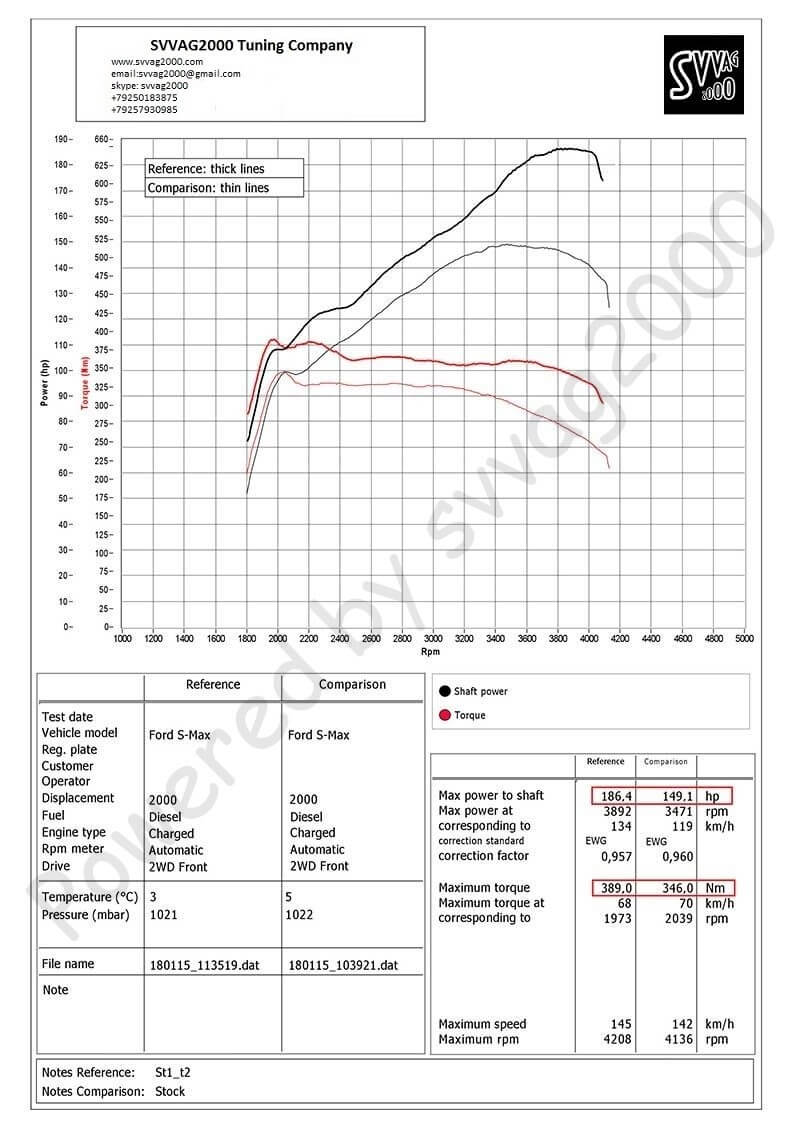 SVVAG2000 Tuning Company
www.svvag2000.com
email:svvag2000@gmail.com
skype: svvag2000
+79250183875
+79257930985
SVVAG
2000
Reference: thick lines
Comparison: thin lines
190
180
170
160
150
140
130
120
110
100
90
80
70
60
50
40
30
20
10
0
Power (hp)
660
625
600
575
550
525
500
475
450
425
400
375
350
325
300
275
250
225
200
175
150
125
100
75
50
25
0
Torque (Nm)
1000 1200 1400 1600 1800 2000 2200 2400 2600 2800 3000 3200 3400 3600 3800 4000 4200 4400 4600 4800 5000
Rpm
Powered by svvag2000
Reference Comparison
Test date
Vehicle model Ford S-Max Ford S-Max
Reg. plate
Customer
Operator
Displacement 2000 2000
Fuel Diesel Diesel
Engine type Charged Charged
Rpm meter Automatic Automatic
Drive 2WD Front 2WD Front
Temperature (°C) 3 5
Pressure (mbar) 1021 1022
File name 180115_113519.dat 180115_103921.dat
Note
Shaft power
Torque
Reference Comparison
Max power to shaft 186,4 149,1 hp
Max power at 3892 3471 rpm
corresponding to 134 119 km/h
correction standard EWG EWG
correction factor 0,957 0,960
Maximum torque 389,0 346,0 Nm
Maximum torque at 68 70 km/h
corresponding to 1973 2039 rpm
Maximum speed 145 142 km/h
Maximum rpm 4208 4136 rpm
Notes Reference: St1_t2
Notes Comparison: Stock